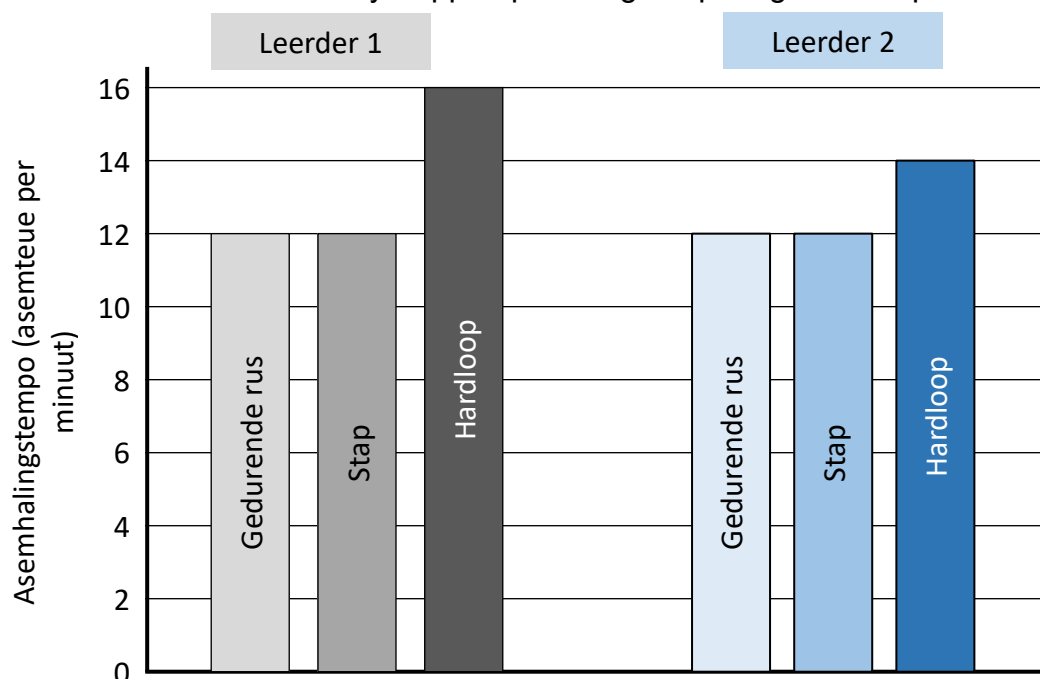 Leerder 1
Leerder 2
16
14
12
10
8
6
4
2
0
Asemhalingstempo (asemteue per
minuut)
Gedurende rus
Stap
Hardloop
Gedurende rus
Stap
Hardloop